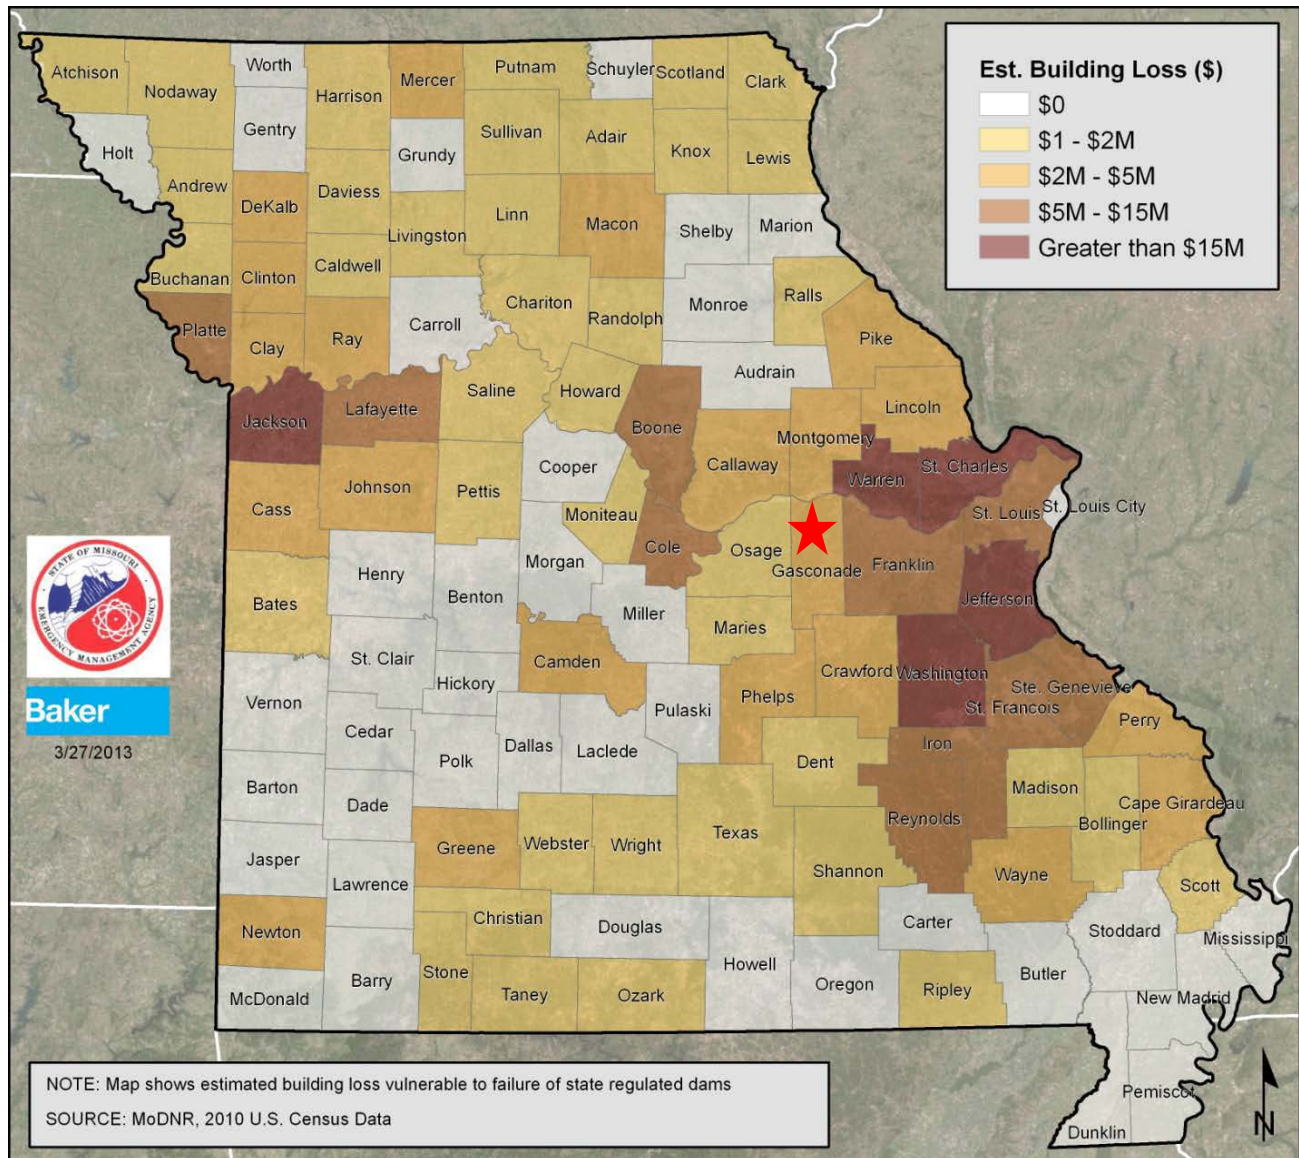 Est. Building Loss ($)
$0
$1 - $2M
$2M - $5M
$5M - $15M
Greater than $15M
Atchison
Nodaway
Worth
Gentry
Harrison
Mercer
Putnam
Schuyler
Scotland
Clark
Holt
Andrew
DeKalb
Daviess
Grundy
Sullivan
Adair
Knox
Lewis
Buchanan
Clinton
Caldwell
Livingston
Linn
Macon
Shelby
Marion
Platte
Clay
Ray
Carroll
Chariton
Randolph
Monroe
Ralls
Pike
Audrain
Jackson
Lafayette
Saline
Howard
Boone
Callaway
Montgomery
Lincoln
Warren
St. Charles
Cass
Johnson
Pettis
Cooper
Moniteau
Cole
Osage
Gasconade
Franklin
St. Louis
St. Louis City
Bates
Henry
Benton
Morgan
Miller
Maries
Jefferson
Vernon
St. Clair
Hickory
Camden
Pulaski
Phelps
Crawford
Washington
Ste. Genevieve
St. Francois
Perry
Cedar
Polk
Dallas
Laclede
Dent
Iron
Barton
Dade
Madison
Cape Girardeau
Bollinger
Jasper
Lawrence
Greene
Webster
Wright
Texas
Shannon
Reynolds
Wayne
Scott
Newton
Christian
Douglas
Howell
Carter
Stoddard
Mississippi
McDonald
Barry
Stone
Taney
Ozark
Oregon
Ripley
Butler
New Madrid
Pemiscot
Dunklin
STATE OF MISSOURI
EMERGENCY MANAGEMENT AGENCY
Baker
3/27/2013
N
NOTE: Map shows estimated building loss vulnerable to failure of state regulated dams
SOURCE: MoDNR, 2010 U.S. Census Data